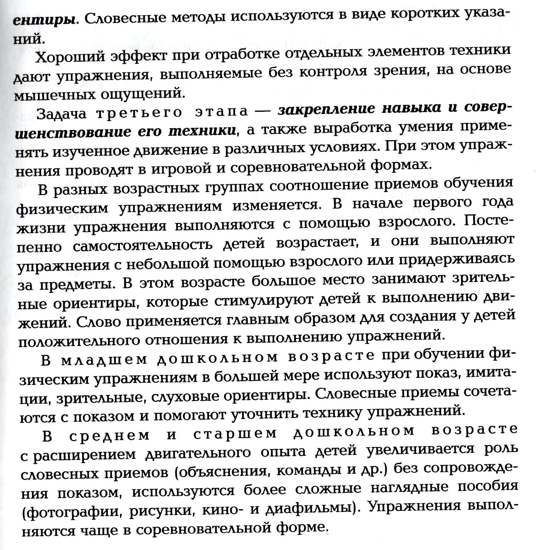 ентиры. Словесные методы используются в виде коротких указа-
ний.
Хороший эффект при отработке отдельных элементов техники
дают упражнения, выполняемые без контроля зрения, на основе
мышечных ощущений.
Задача третьего этапа — закрепление навыка и совер-
шенствование его техники, а также выработка умения приме-
нять изученное движение в различных условиях. При этом упраж-
нения проводят в игровой и соревновательной формах.
В разных возрастных группах соотношение приемов обучения
физическим упражнениям изменяется. В начале первого года
жизни упражнения выполняются с помощью взрослого. Посте-
пенно самостоятельность детей возрастает, и они выполняют
упражнения с небольшой помощью взрослого или придерживаясь
за предметы. В этом возрасте большое место занимают зритель-
ные ориентиры, которые стимулируют детей к выполнению дви-
жений. Слово применяется главным образом для создания у детей
положительного отношения к выполнению упражнений.
В младшем дошкольном возрасте при обучении фи-
зическим упражнениям в большей мере используют показ, имита-
ции, зрительные, слуховые ориентиры. Словесные приемы сочета-
ются с показом и помогают уточнить технику упражнений.
В среднем и старшем дошкольном возрасте
с расширением двигательного опыта детей увеличивается роль
словесных приемов (объяснения, команды и др.) без сопровожде-
ния показом, используются более сложные наглядные пособия
(фотографии, рисунки, кино- и диафильмы). Упражнения выпол-
няются чаще в соревновательной форме.